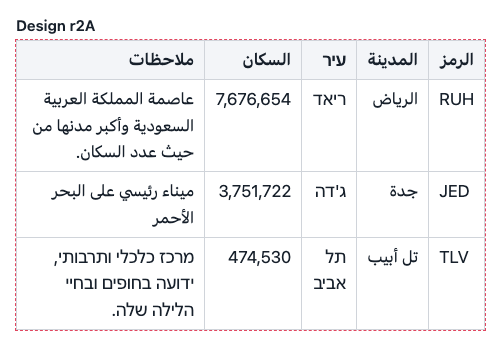 Design r2A
الرمز المدينة עיר السكان ملاحظات
RUH الرياض ריאד 7,676,654 عاصمة المملكة العربية
السعودية وأكبر مدنها من
حيث عدد السكان.
JED جدة ג'דה 3,751,722 ميناء رئيسي على البحر
الأحمر
TLV تل أبيب תל 474,530 מרכז כלכלי ותרבותי,
אביב ידועה בחופים ובחיי
הלילה שלה.